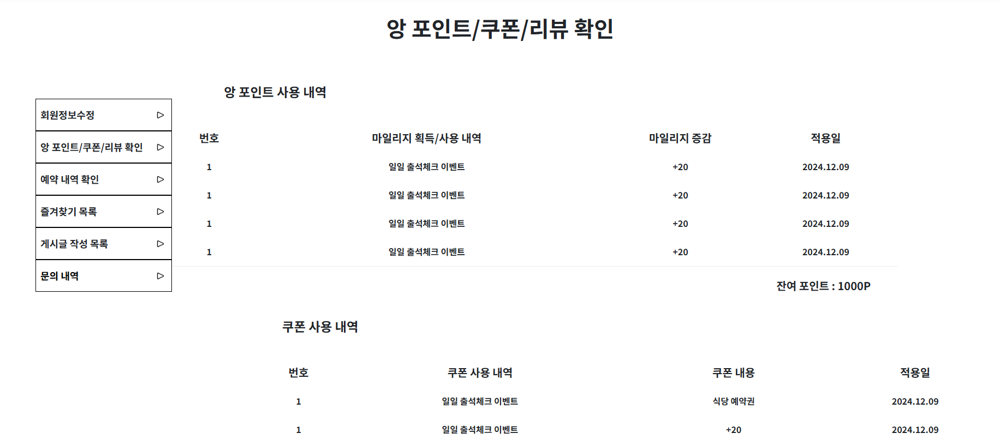 앙 포인트/쿠폰/리뷰 확인
회원정보수정
앙 포인트/쿠폰/리뷰 확인
예약 내역 확인
즐겨찾기 목록
게시글 작성 목록
문의 내역
앙 포인트 사용 내역
번호 마일리지 획득/사용 내역 마일리지 증감 적용일
1 일일 출석체크 이벤트 +20 2024.12.09
1 일일 출석체크 이벤트 +20 2024.12.09
1 일일 출석체크 이벤트 +20 2024.12.09
1 일일 출석체크 이벤트 +20 2024.12.09
잔여 포인트 : 1000P
쿠폰 사용 내역
번호 쿠폰 사용 내역 쿠폰 내용 적용일
1 일일 출석체크 이벤트 식당 예약권 2024.12.09
1 일일 출석체크 이벤트 +20 2024.12.09